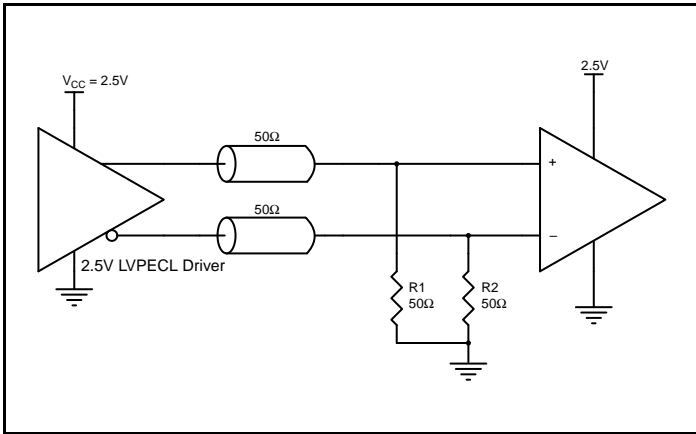 V_CC = 2.5V
2.5V
50Ω
+
50Ω
−
2.5V LVPECL Driver
R1
50Ω
R2
50Ω